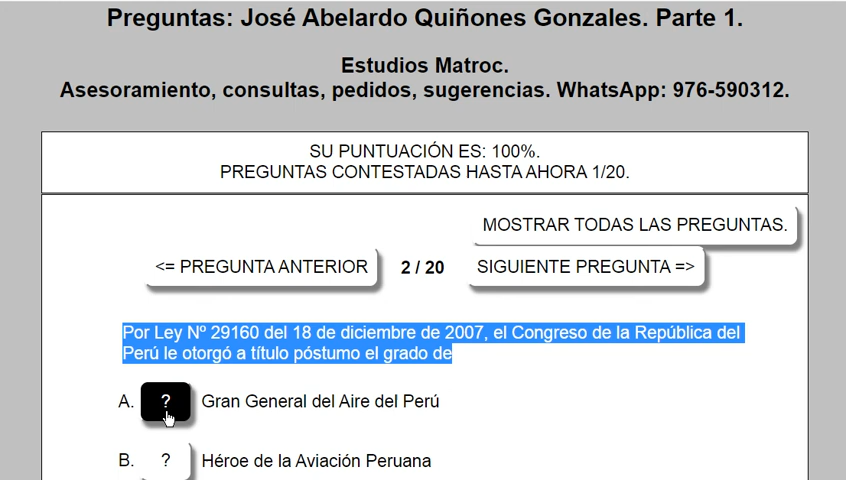 Preguntas: José Abelardo Quiñones Gonzales. Parte 1.
Estudios Matroc.
Asesoramiento, consultas, pedidos, sugerencias. WhatsApp: 976-590312.
SU PUNTUACIÓN ES: 100%.
PREGUNTAS CONTESTADAS HASTA AHORA 1/20.
MOSTRAR TODAS LAS PREGUNTAS.
<= PREGUNTA ANTERIOR 2 / 20 SIGUIENTE PREGUNTA =>
Por Ley Nº 29160 del 18 de diciembre de 2007, el Congreso de la República del
Perú le otorgó a título póstumo el grado de
A. ? Gran General del Aire del Perú
B. ? Héroe de la Aviación Peruana